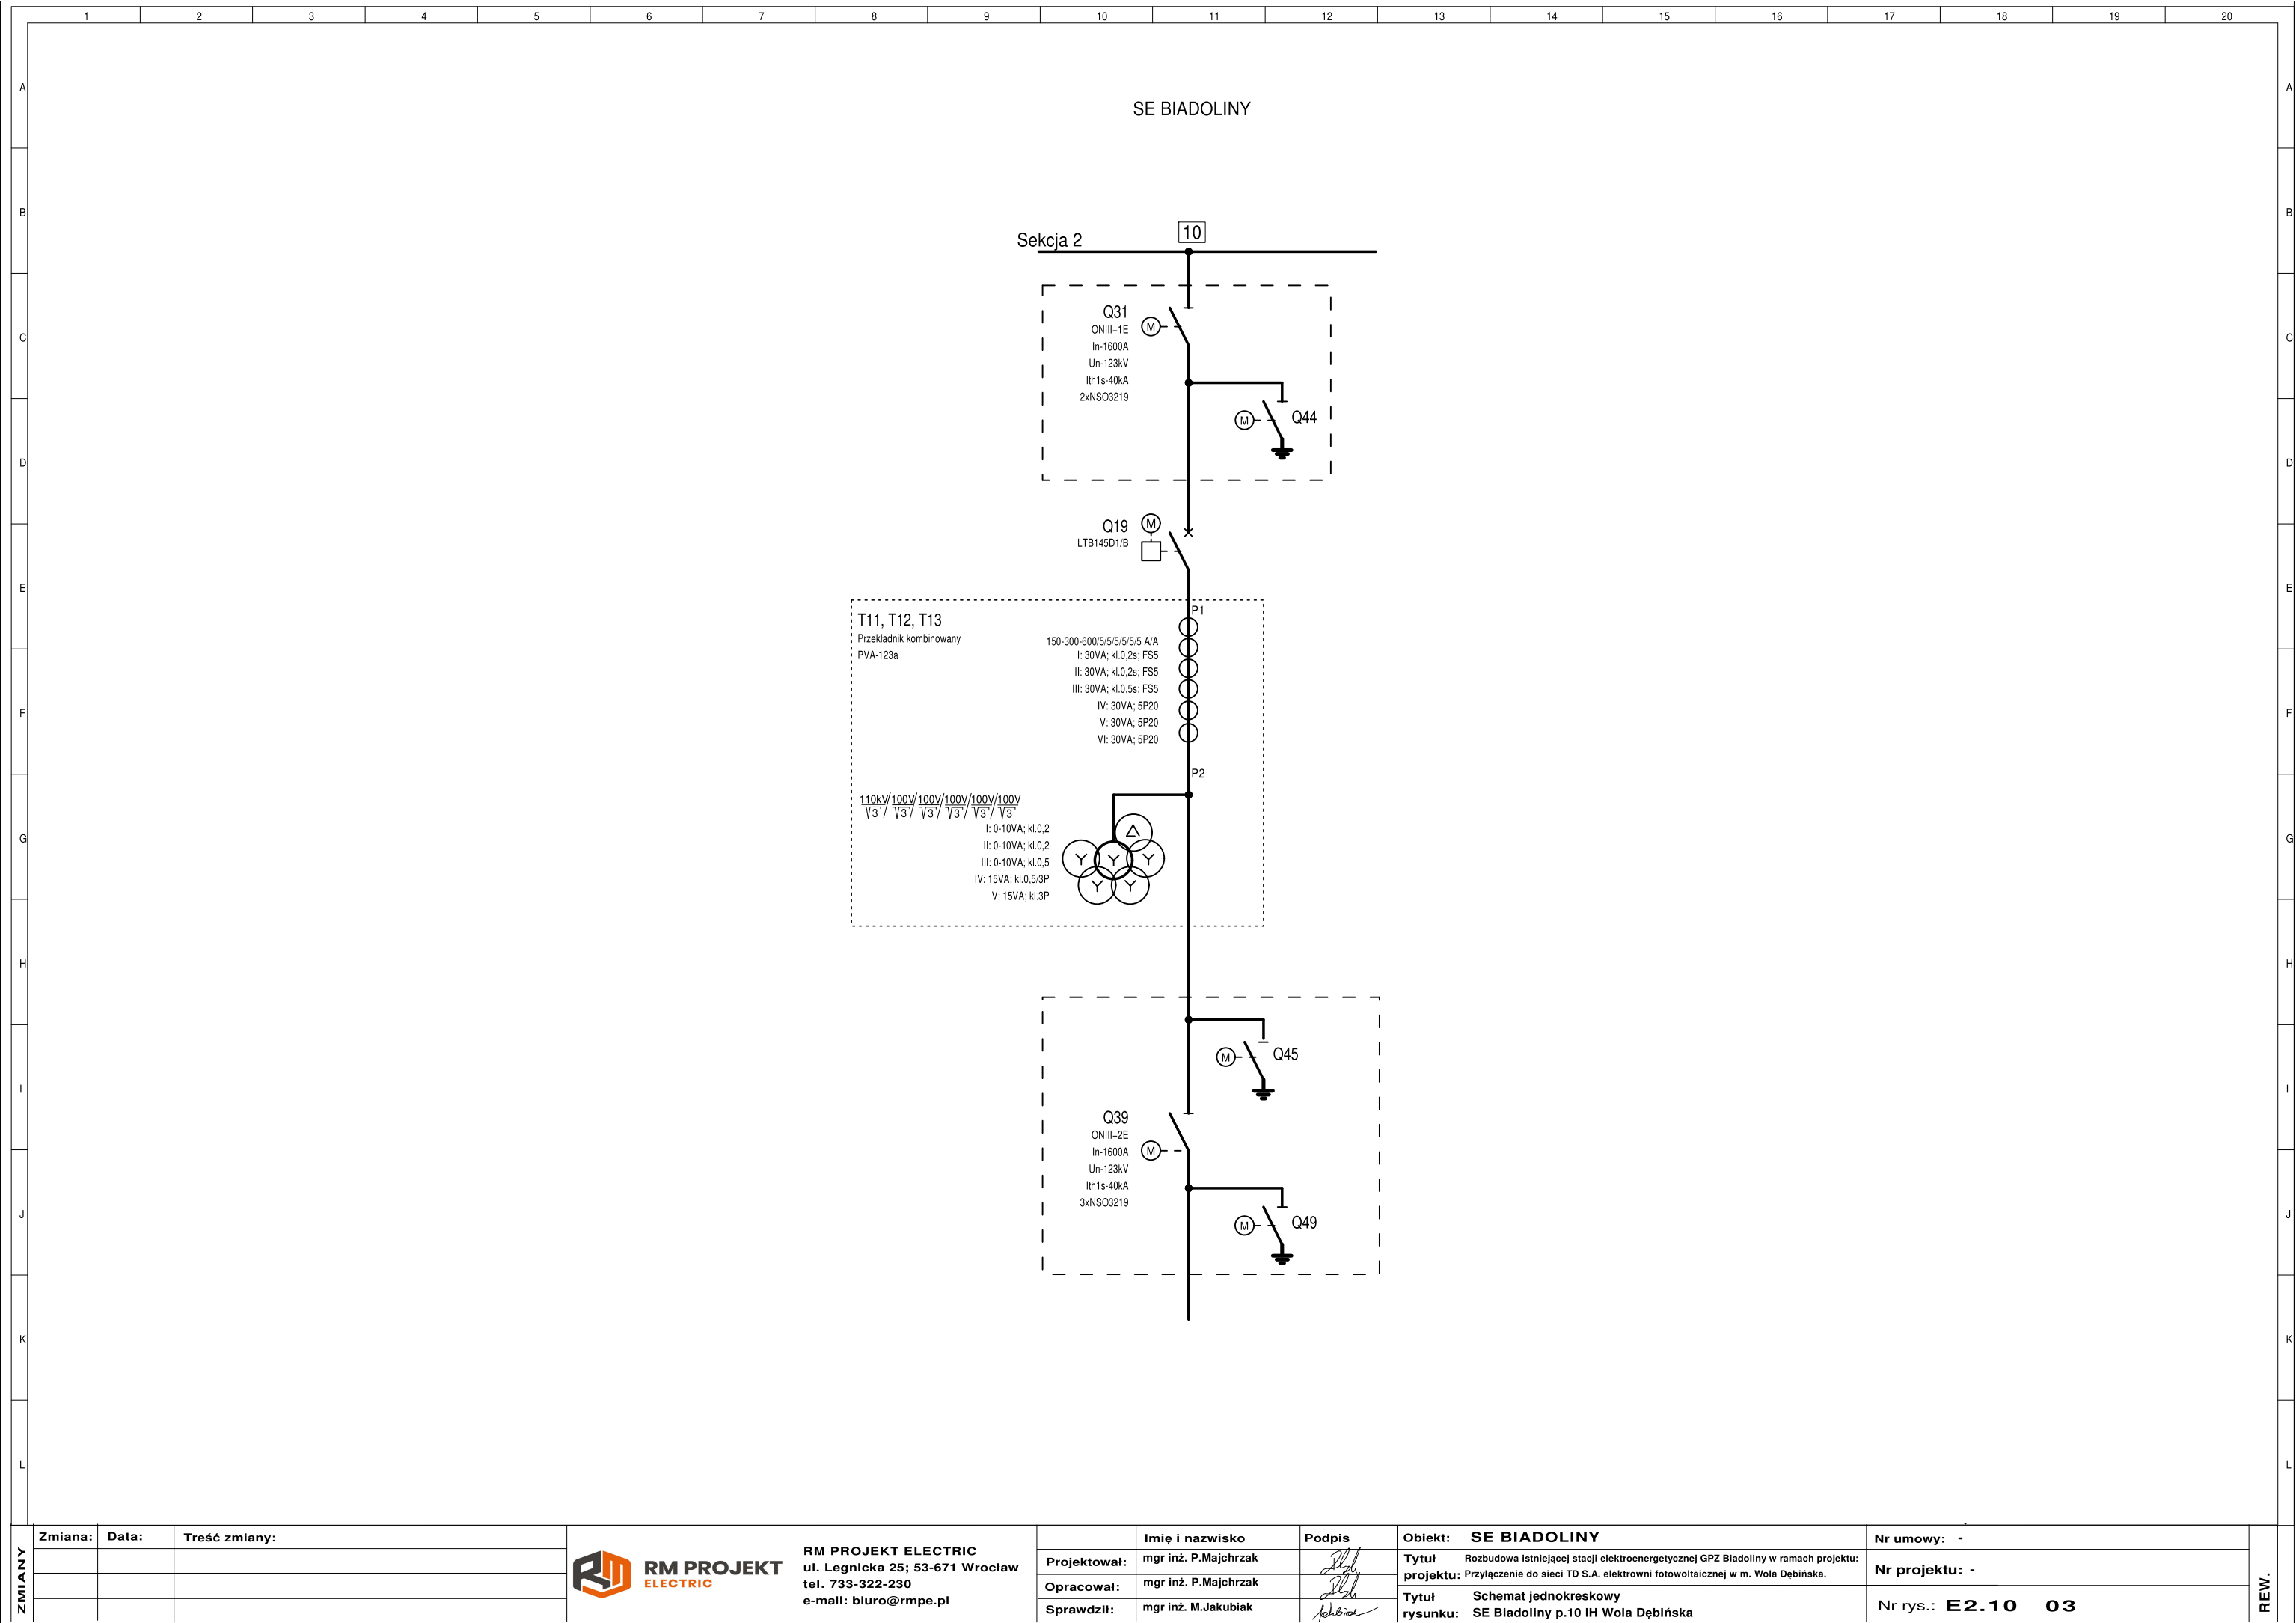 1 2 3 4 5 6 7 8 9 10 11 12 13 14 15 16 17 18 19 20
A A
SE BIADOLINY
B B
10
Sekcja 2
Q31
ONIII+1E
In-1600A
Un-123kV
Ith1s-40kA
2xNSO3219
M
C C
M
Q44
D D
Q19
LTB145D1/B
M
E E
T11, T12, T13
Przekładnik kombinowany
PVA-123a
P1
150-300-600/5/5/5/5/5/5 A/A
I: 30VA; kl.0,2s; FS5
II: 30VA; kl.0,2s; FS5
III: 30VA; kl.0,5s; FS5
IV: 30VA; 5P20
V: 30VA; 5P20
VI: 30VA; 5P20
F F
P2
110kV/100V/100V/100V/100V/100V
√3 / √3 / √3 / √3 / √3 / √3
I: 0-10VA; kl.0,2
II: 0-10VA; kl.0,2
III: 0-10VA; kl.0,5
IV: 15VA; kl.0,5/3P
V: 15VA; kl.3P
Y Y Y
Y Y
G G
H H
M
Q45
I I
Q39
ONIII+2E
In-1600A
Un-123kV
Ith1s-40kA
3xNSO3219
M
M
Q49
J J
K K
L L
ZMIANY
Zmiana: Data: Treść zmiany:
RM PROJEKT
ELECTRIC
RM PROJEKT ELECTRIC
ul. Legnicka 25; 53-671 Wrocław
tel. 733-322-230
e-mail: biuro@rmpe.pl
Imię i nazwisko Podpis
Projektował: mgr inż. P.Majchrzak
Opracował: mgr inż. P.Majchrzak
Sprawdził: mgr inż. M.Jakubiak
Obiekt: SE BIADOLINY
Tytuł projektu: Rozbudowa istniejącej stacji elektroenergetycznej GPZ Biadoliny w ramach projektu:
Przyłączenie do sieci TD S.A. elektrowni fotowoltaicznej w m. Wola Dębińska.
Tytuł rysunku: Schemat jednokreskowy
SE Biadoliny p.10 IH Wola Dębińska
Nr umowy: -
Nr projektu: -
Nr rys.: E2.10 03
REW.